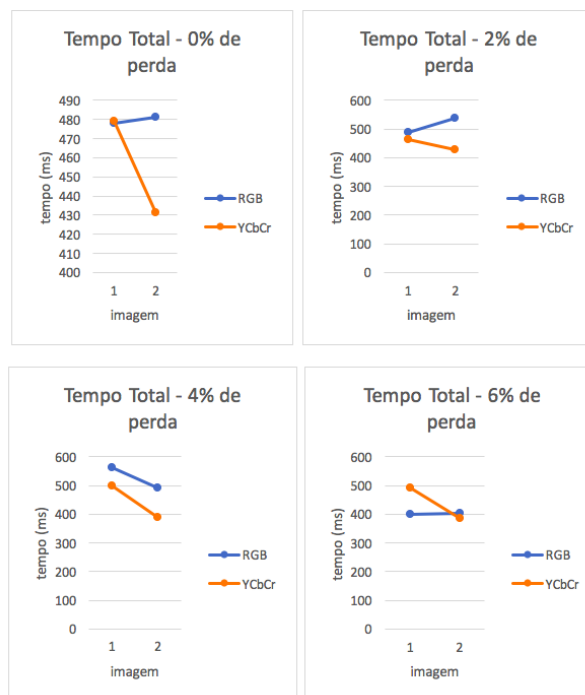 Tempo Total - 0% de
perda
490
480
470
460
450
440
430
420
410
400
tempo (ms)
1
2
imagem
RGB
YCbCr
Tempo Total - 2% de
perda
600
500
400
300
200
100
0
tempo (ms)
1
2
imagem
RGB
YCbCr
Tempo Total - 4% de
perda
600
500
400
300
200
100
0
tempo (ms)
1
2
imagem
RGB
YCbCr
Tempo Total - 6% de
perda
600
500
400
300
200
100
0
tempo (ms)
1
2
imagem
RGB
YCbCr